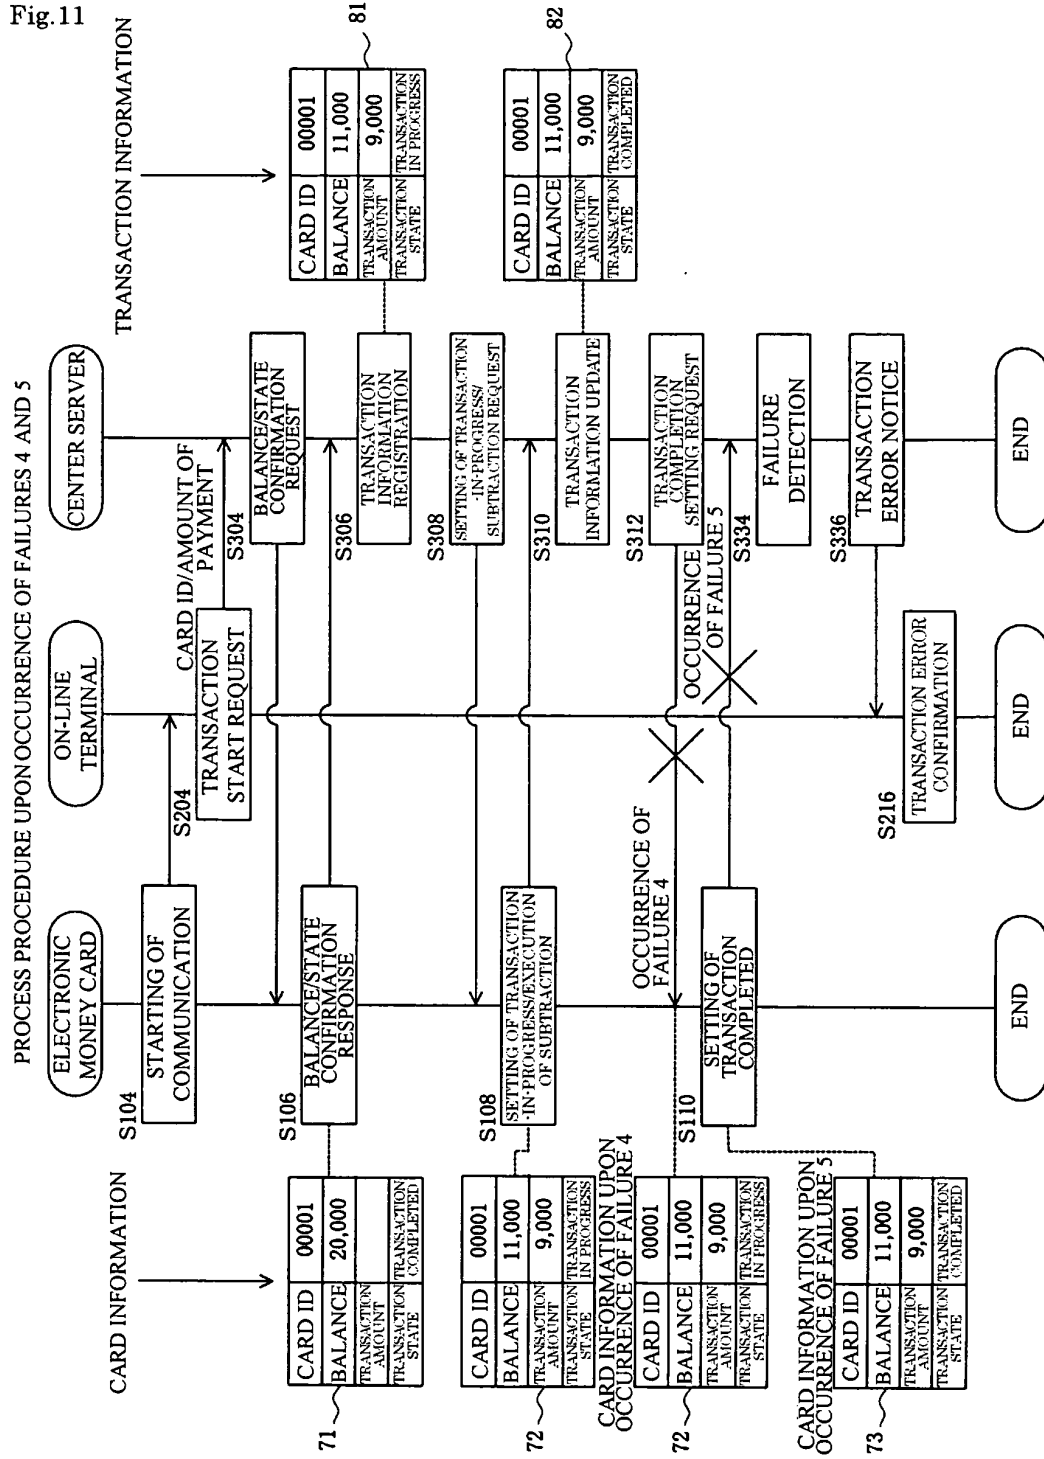 Fig.11
PROCESS PROCEDURE UPON OCCURRENCE OF FAILURES 4 AND 5
CARD INFORMATION
ELECTRONIC
MONEY CARD
ON-LINE
TERMINAL
CENTER SERVER
TRANSACTION INFORMATION
S104
STARTING OF
COMMUNICATION
S204
TRANSACTION
START REQUEST
CARD ID/AMOUNT OF
PAYMENT
S304
BALANCE/STATE
CONFIRMATION
REQUEST
71
CARD ID 00001
BALANCE 20,000
TRANSACTION
AMOUNT
TRANSACTION
STATE
TRANSACTION
COMPLETED
S106
BALANCE/STATE
CONFIRMATION
RESPONSE
S306
TRANSACTION
INFORMATION
REGISTRATION
CARD ID 00001
BALANCE 11,000
TRANSACTION
AMOUNT
9,000
TRANSACTION
STATE
TRANSACTION
IN PROGRESS
81
S308
SETTING OF TRANSACTION
-IN-PROGRESS/
SUBTRACTION REQUEST
72
CARD ID 00001
BALANCE 11,000
TRANSACTION
AMOUNT
9,000
TRANSACTION
STATE
TRANSACTION
IN PROGRESS
S108
SETTING OF TRANSACTION
-IN-PROGRESS/EXECUTION
OF SUBTRACTION
S310
TRANSACTION
INFORMATION UPDATE
CARD ID 00001
BALANCE 11,000
TRANSACTION
AMOUNT
9,000
TRANSACTION
STATE
TRANSACTION
COMPLETED
82
S312
TRANSACTION
COMPLETION
SETTING REQUEST
OCCURRENCE OF
FAILURE 4
CARD INFORMATION UPON
OCCURRENCE OF FAILURE 4
72
CARD ID 00001
BALANCE 11,000
TRANSACTION
AMOUNT
9,000
TRANSACTION
STATE
TRANSACTION
IN PROGRESS
S110
SETTING OF
TRANSACTION
COMPLETED
OCCURRENCE
OF FAILURE 5
S334
FAILURE
DETECTION
CARD INFORMATION UPON
OCCURRENCE OF FAILURE 5
73
CARD ID 00001
BALANCE 11,000
TRANSACTION
AMOUNT
9,000
TRANSACTION
STATE
TRANSACTION
COMPLETED
S336
TRANSACTION
ERROR NOTICE
S216
TRANSACTION ERROR
CONFIRMATION
END
END
END